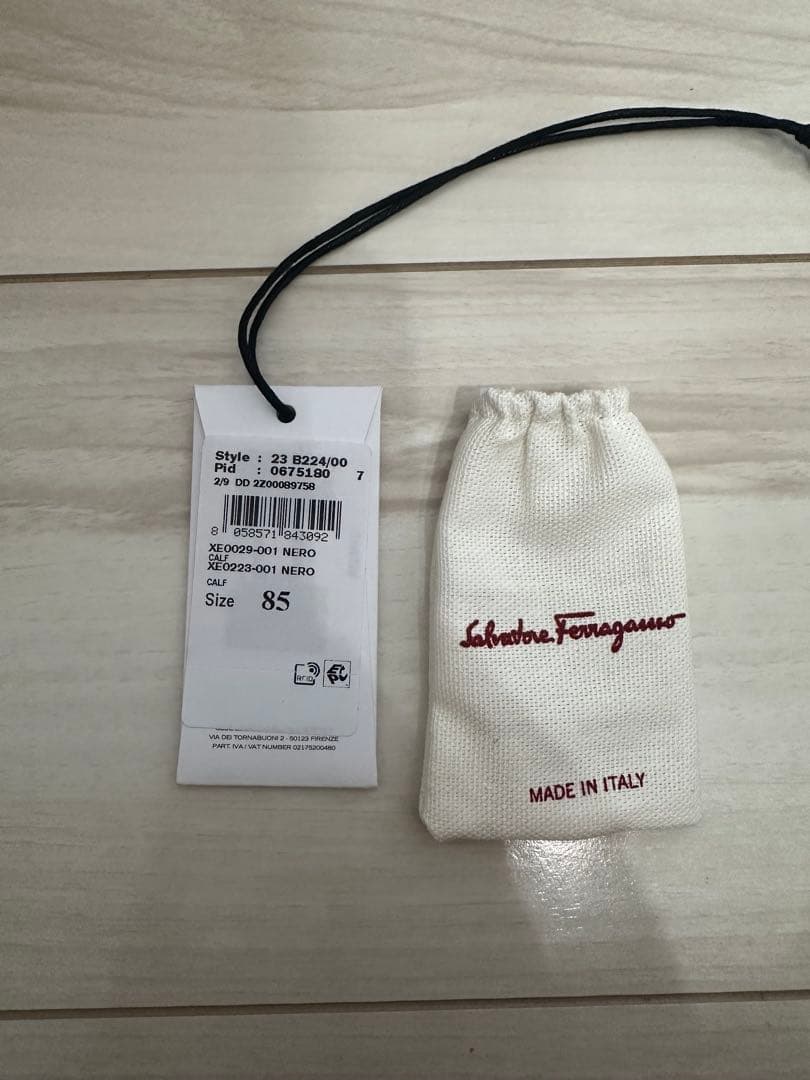 Style : 23 B224/00
Pid : 0675180 7
2/9 DD 2Z00089758
8 058571 843092
XE0029-001 NERO
CALF
XE0223-001 NERO
CALF
Size 85
RFID
VIA DEI TORNABUONI 2 - 50123 FIRENZE
PART. IVA / VAT NUMBER 02175200480
Salvatore Ferragamo
MADE IN ITALY